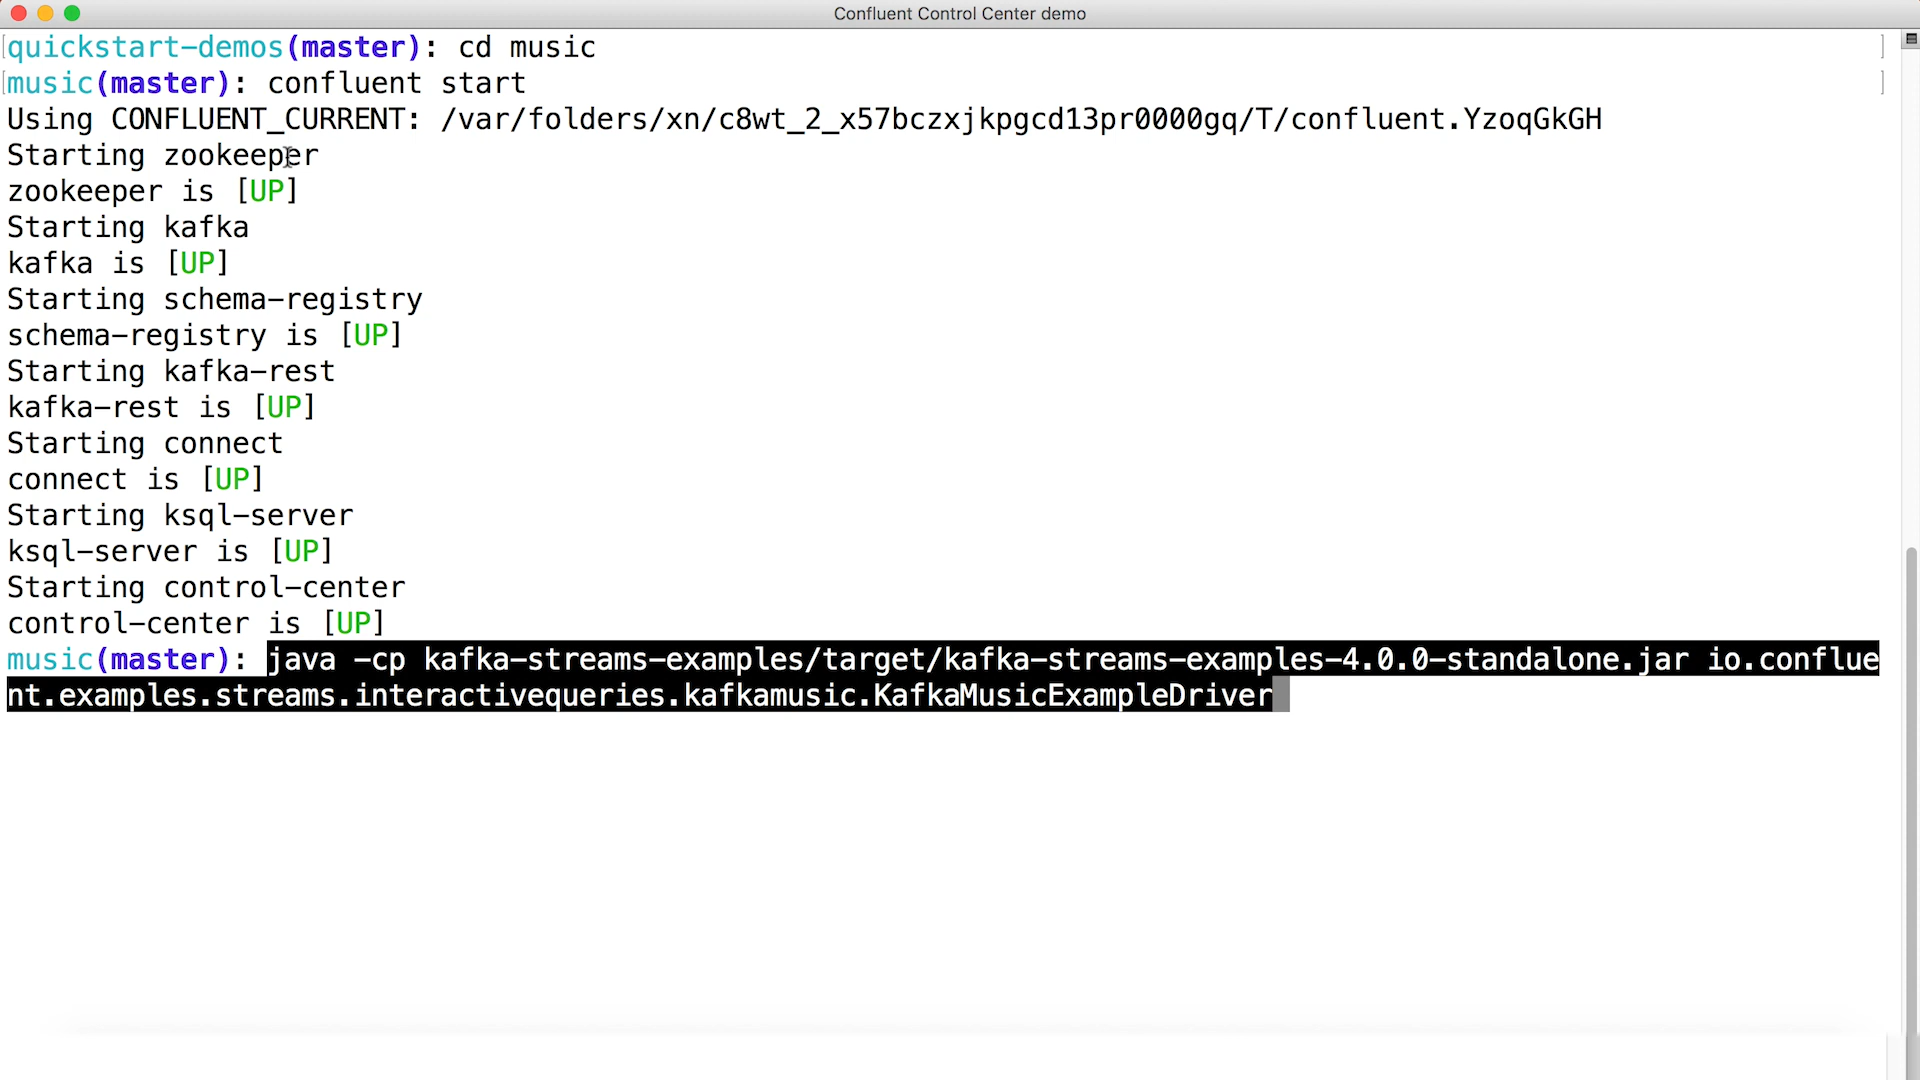 Confluent Control Center demo
[quickstart-demos(master): cd music ]
[music(master): confluent start ]
Using CONFLUENT_CURRENT: /var/folders/xn/c8wt_2_x57bczxjkpgcd13pr0000gq/T/confluent.YzoqGkGH
Starting zookeeper
zookeeper is [UP]
Starting kafka
kafka is [UP]
Starting schema-registry
schema-registry is [UP]
Starting kafka-rest
kafka-rest is [UP]
Starting connect
connect is [UP]
Starting ksql-server
ksql-server is [UP]
Starting control-center
control-center is [UP]
music(master): java -cp kafka-streams-examples/target/kafka-streams-examples-4.0.0-standalone.jar io.conflue
nt.examples.streams.interactivequeries.kafkamusic.KafkaMusicExampleDriver